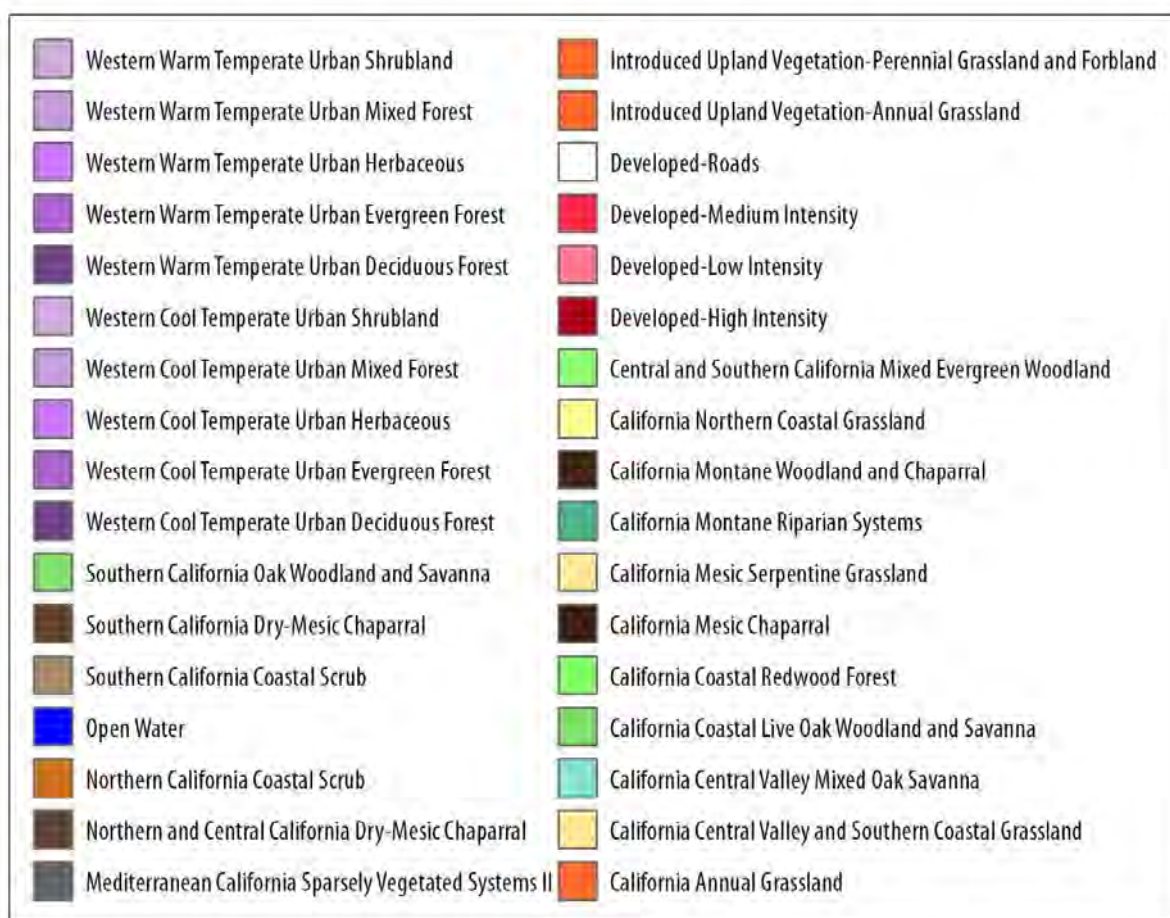 Western Warm Temperate Urban Shrubland
Western Warm Temperate Urban Mixed Forest
Western Warm Temperate Urban Herbaceous
Western Warm Temperate Urban Evergreen Forest
Western Warm Temperate Urban Deciduous Forest
Western Cool Temperate Urban Shrubland
Western Cool Temperate Urban Mixed Forest
Western Cool Temperate Urban Herbaceous
Western Cool Temperate Urban Evergreen Forest
Western Cool Temperate Urban Deciduous Forest
Southern California Oak Woodland and Savanna
Southern California Dry-Mesic Chaparral
Southern California Coastal Scrub
Open Water
Northern California Coastal Scrub
Northern and Central California Dry-Mesic Chaparral
Mediterranean California Sparsely Vegetated Systems II
Introduced Upland Vegetation-Perennial Grassland and Forbland
Introduced Upland Vegetation-Annual Grassland
Developed-Roads
Developed-Medium Intensity
Developed-Low Intensity
Developed-High Intensity
Central and Southern California Mixed Evergreen Woodland
California Northern Coastal Grassland
California Montane Woodland and Chaparral
California Montane Riparian Systems
California Mesic Serpentine Grassland
California Mesic Chaparral
California Coastal Redwood Forest
California Coastal Live Oak Woodland and Savanna
California Central Valley Mixed Oak Savanna
California Central Valley and Southern Coastal Grassland
California Annual Grassland